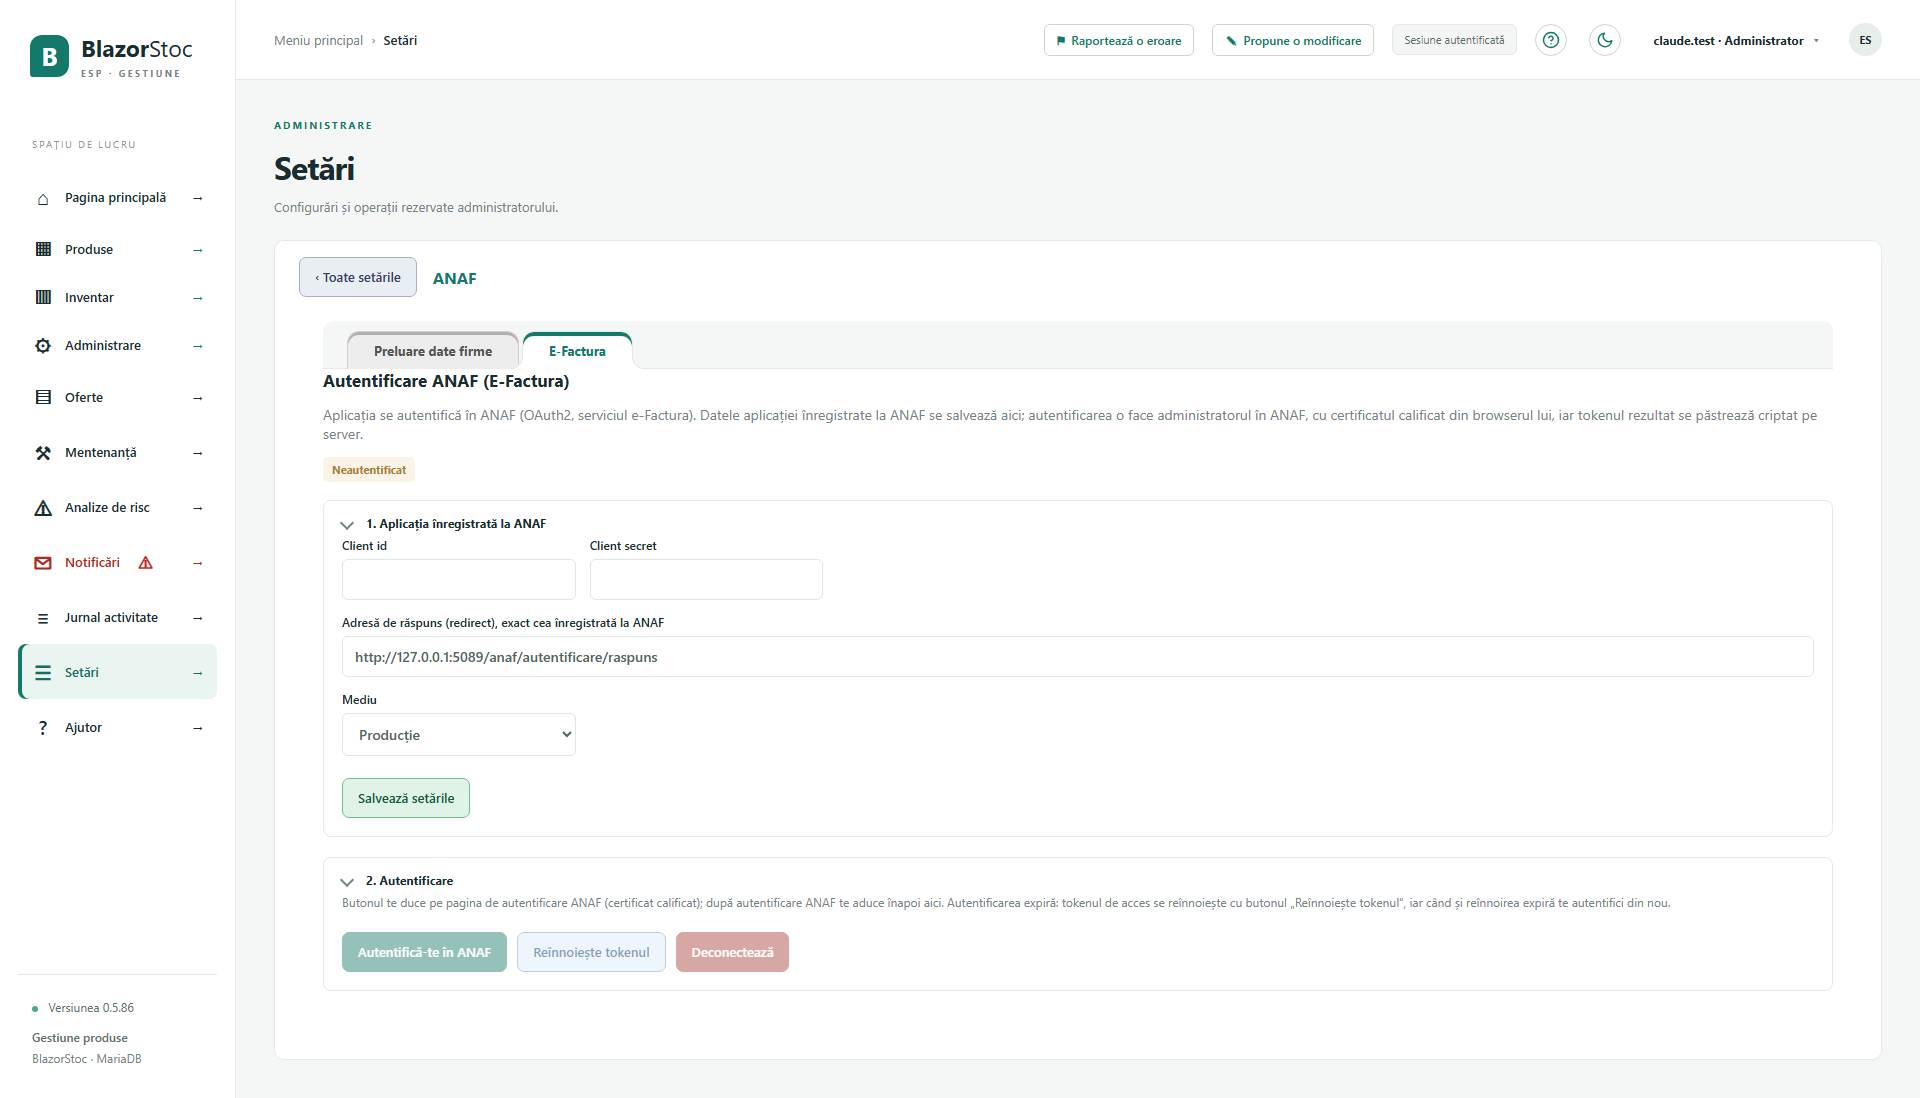 B BlazorStoc
ESP · GESTIUNE
SPAȚIU DE LUCRU
Pagina principală →
Produse →
Inventar →
Administrare →
Oferte →
Mentenanță →
Analize de risc →
Notificări →
Jurnal activitate →
Setări →
? Ajutor →
Versiunea 0.5.86
Gestiune produse
BlazorStoc · MariaDB
Meniu principal › Setări
Raportează o eroare
Propune o modificare
Sesiune autentificată
claude.test · Administrator
ES
ADMINISTRARE
Setări
Configurări și operații rezervate administratorului.
‹ Toate setările
ANAF
Preluare date firme
E-Factura
Autentificare ANAF (E-Factura)
Aplicația se autentifică în ANAF (OAuth2, serviciul e-Factura). Datele aplicației înregistrate la ANAF se salvează aici; autentificarea o face administratorul în ANAF, cu certificatul calificat din browserul lui, iar tokenul rezultat se păstrează criptat pe
server.
Neautentificat
1. Aplicația înregistrată la ANAF
Client id
Client secret
Adresă de răspuns (redirect), exact cea înregistrată la ANAF
http://127.0.0.1:5089/anaf/autentificare/raspuns
Mediu
Producție
Salvează setările
2. Autentificare
Butonul te duce pe pagina de autentificare ANAF (certificat calificat); după autentificare ANAF te aduce înapoi aici. Autentificarea expiră: tokenul de acces se reînnoiește cu butonul „Reînnoiește tokenul", iar când și reînnoirea expiră te autentifici din nou.
Autentifică-te în ANAF
Reînnoiește tokenul
Deconectează